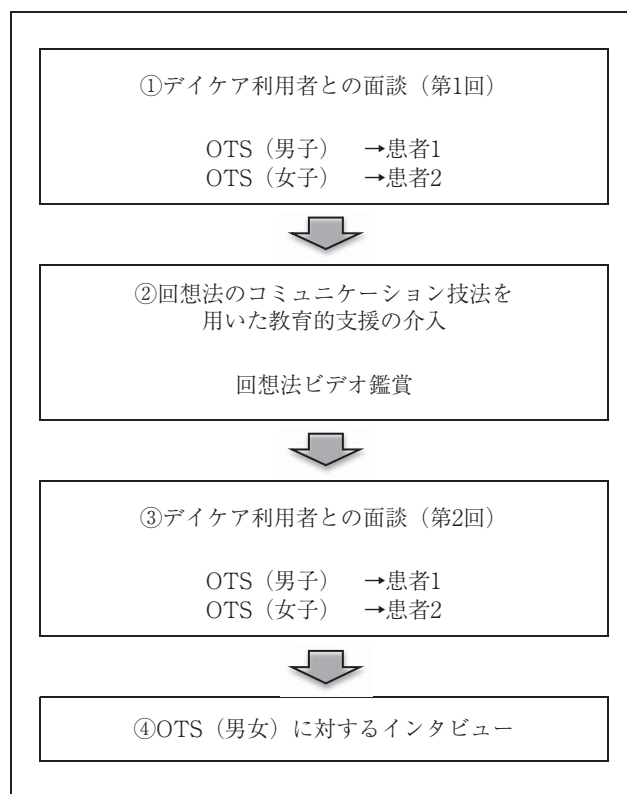 ①デイケア利用者との面談（第1回）
OTS（男子）　→患者1
OTS（女子）　→患者2
②回想法のコミュニケーション技法を
用いた教育的支援の介入
回想法ビデオ鑑賞
③デイケア利用者との面談（第2回）
OTS（男子）　→患者1
OTS（女子）　→患者2
④OTS（男女）に対するインタビュー